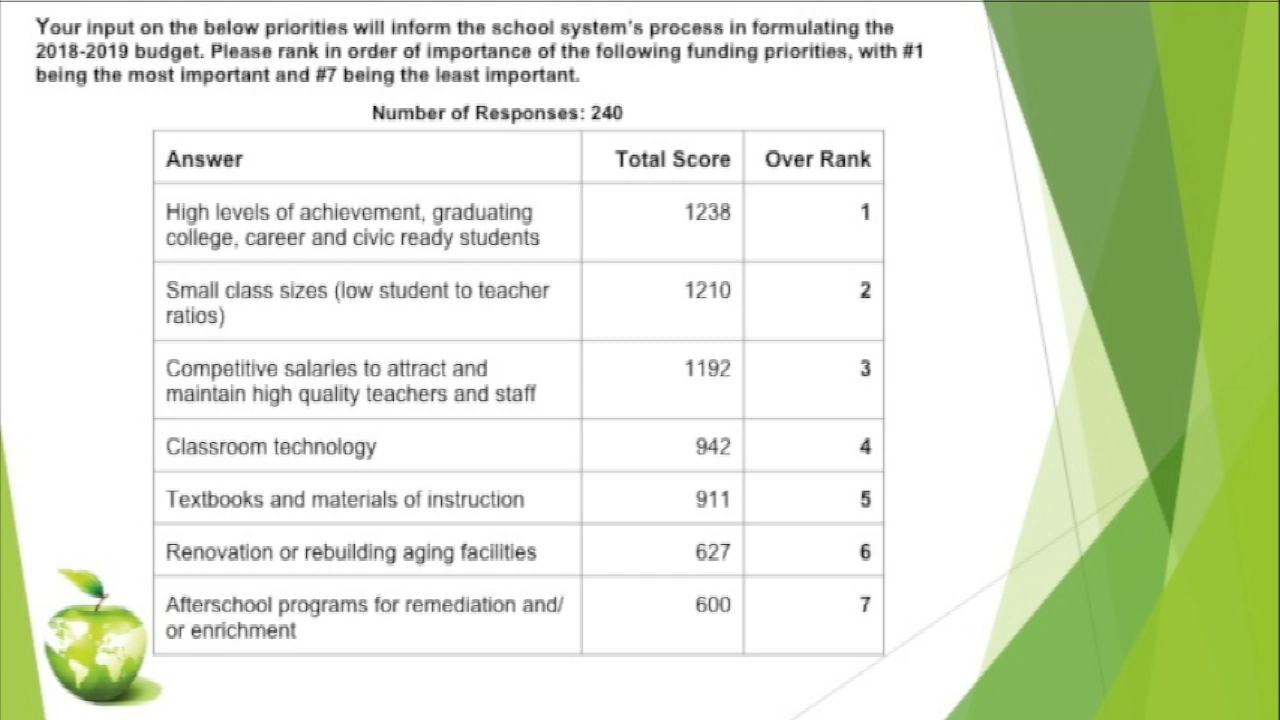 Your input on the below priorities will inform the school system's process in formulating the
2018-2019 budget. Please rank in order of importance of the following funding priorities, with #1
being the most important and #7 being the least important.
Number of Responses: 240
Answer Total Score Over Rank
High levels of achievement, graduating 1238 1
college, career and civic ready students
Small class sizes (low student to teacher 1210 2
ratios)
Competitive salaries to attract and 1192 3
maintain high quality teachers and staff
Classroom technology 942 4
Textbooks and materials of instruction 911 5
Renovation or rebuilding aging facilities 627 6
Afterschool programs for remediation and/ 600 7
or enrichment